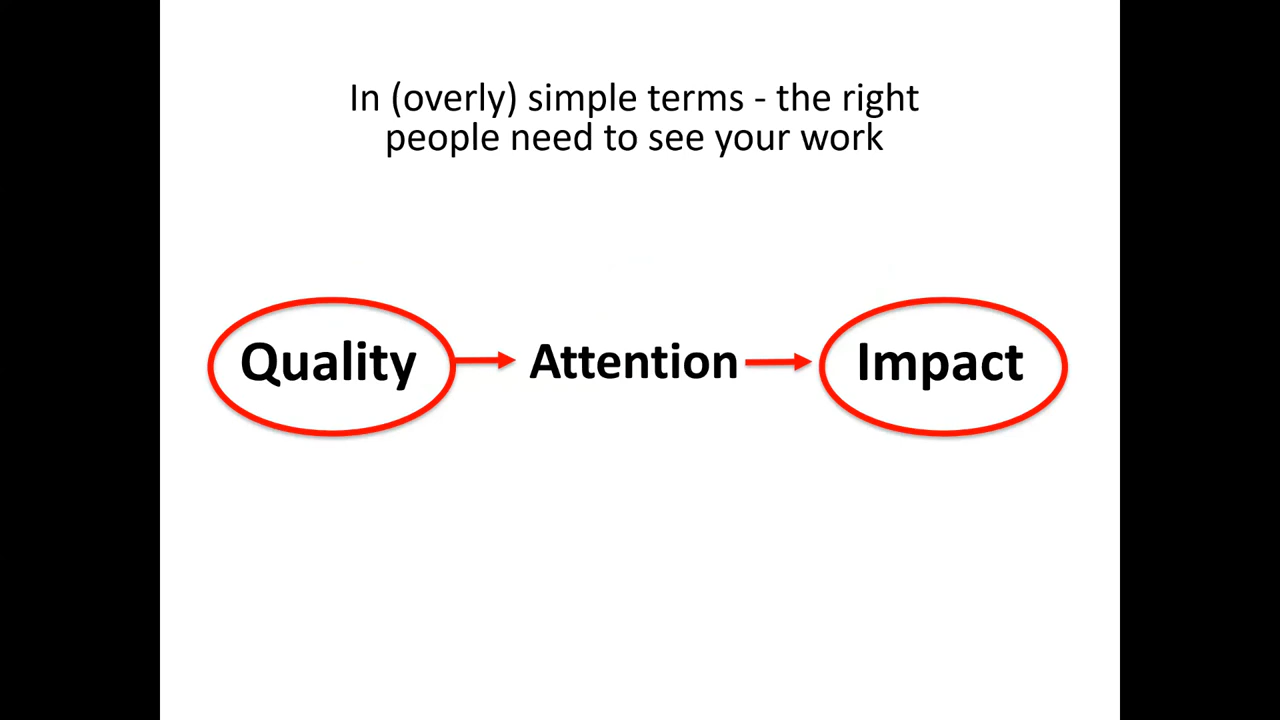 In (overly) simple terms - the right
people need to see your work
Quality Attention Impact